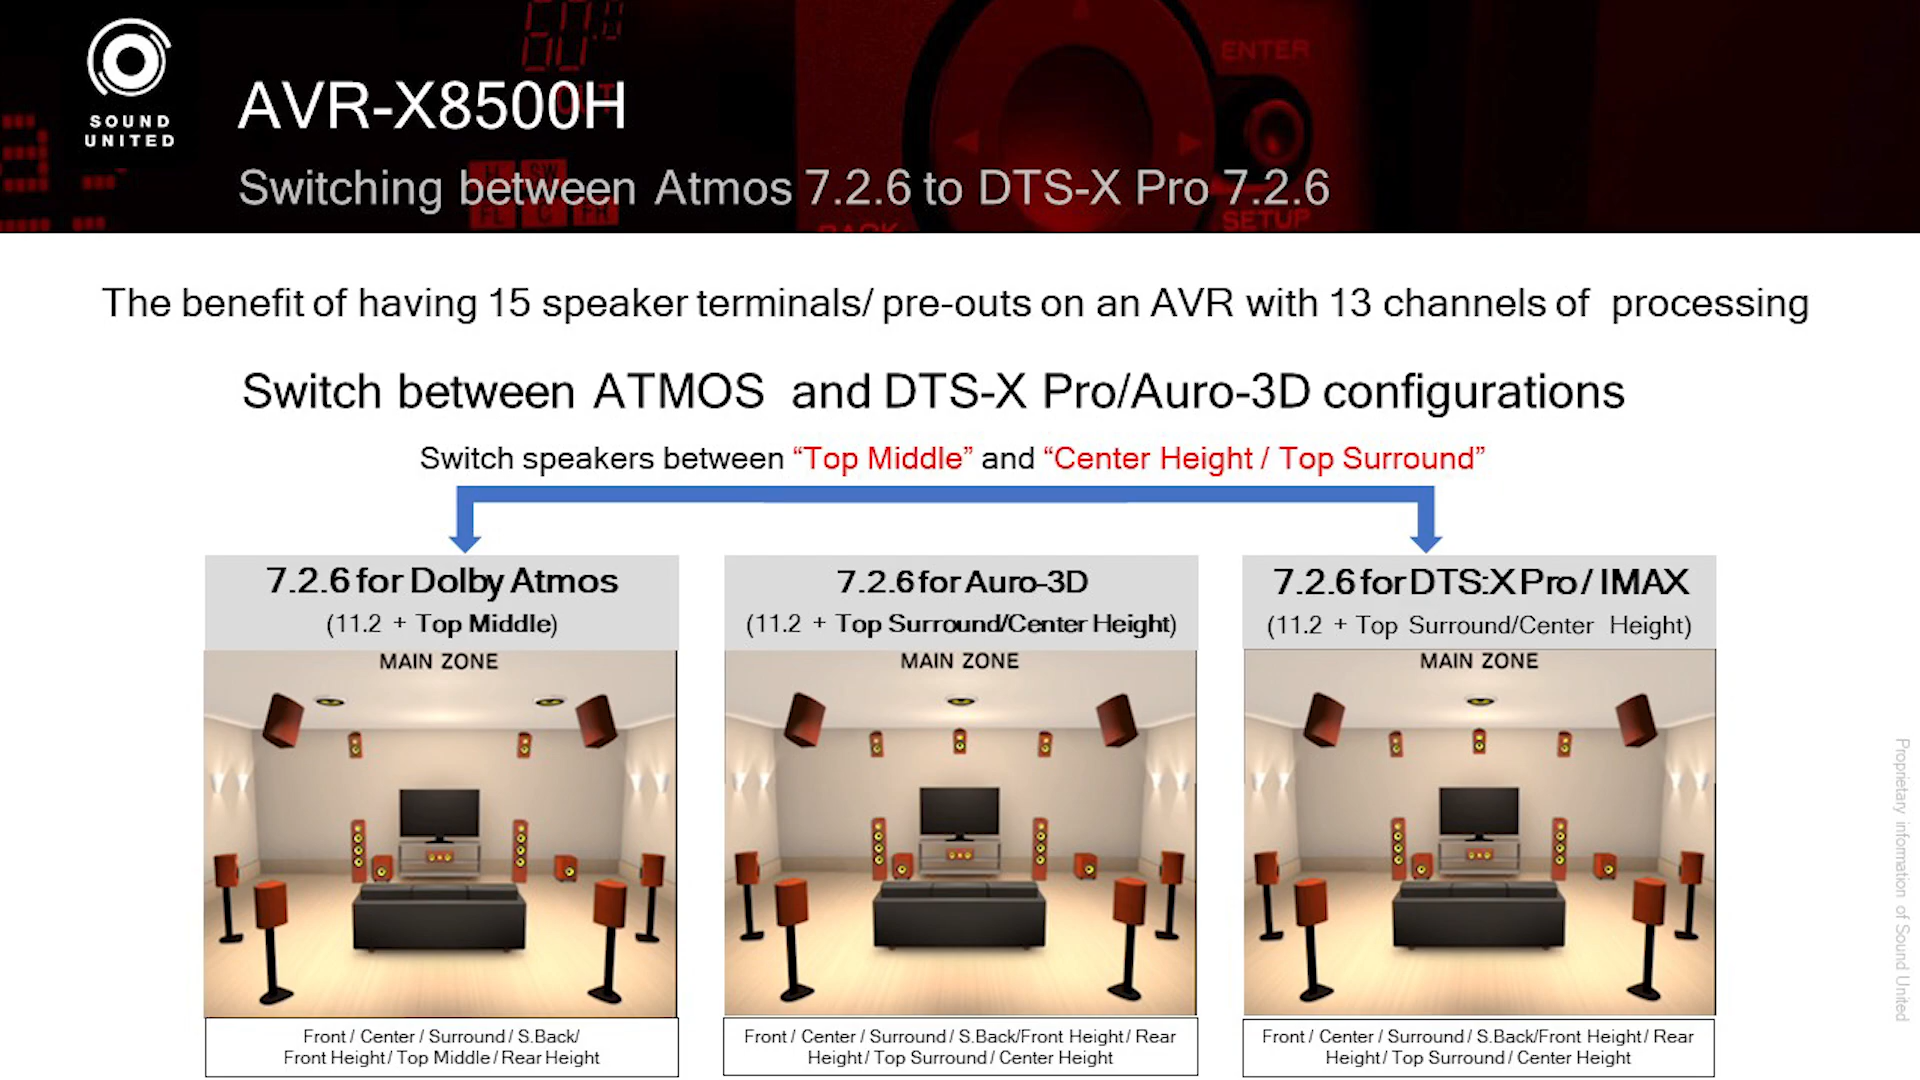 SOUND
UNITED
AVR-X8500H
Switching between Atmos 7.2.6 to DTS-X Pro 7.2.6
ENTER
SETUP
BACK
SW
FL C FR
The benefit of having 15 speaker terminals/ pre-outs on an AVR with 13 channels of processing
Switch between ATMOS and DTS-X Pro/Auro-3D configurations
Switch speakers between “Top Middle” and “Center Height / Top Surround”
7.2.6 for Dolby Atmos
(11.2 + Top Middle)
MAIN ZONE
Front / Center / Surround / S.Back/
Front Height / Top Middle / Rear Height
7.2.6 for Auro-3D
(11.2 + Top Surround/Center Height)
MAIN ZONE
Front / Center / Surround / S.Back/Front Height / Rear
Height / Top Surround / Center Height
7.2.6 for DTS:X Pro / IMAX
(11.2 + Top Surround/Center Height)
MAIN ZONE
Front / Center / Surround / S.Back/Front Height / Rear
Height / Top Surround / Center Height
Proprietary information of Sound United